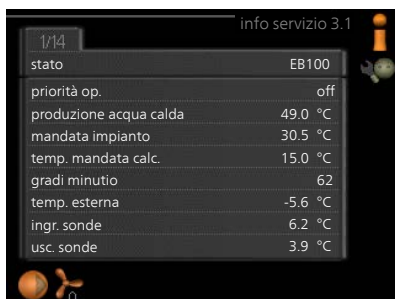 info servizio 3.1
1/14
stato EB100
priorità op. off
produzione acqua calda 49.0 °C
mandata impianto 30.5 °C
temp. mandata calc. 15.0 °C
gradi minutio 62
temp. esterna -5.6 °C
ingr. sonde 6.2 °C
usc. sonde 3.9 °C